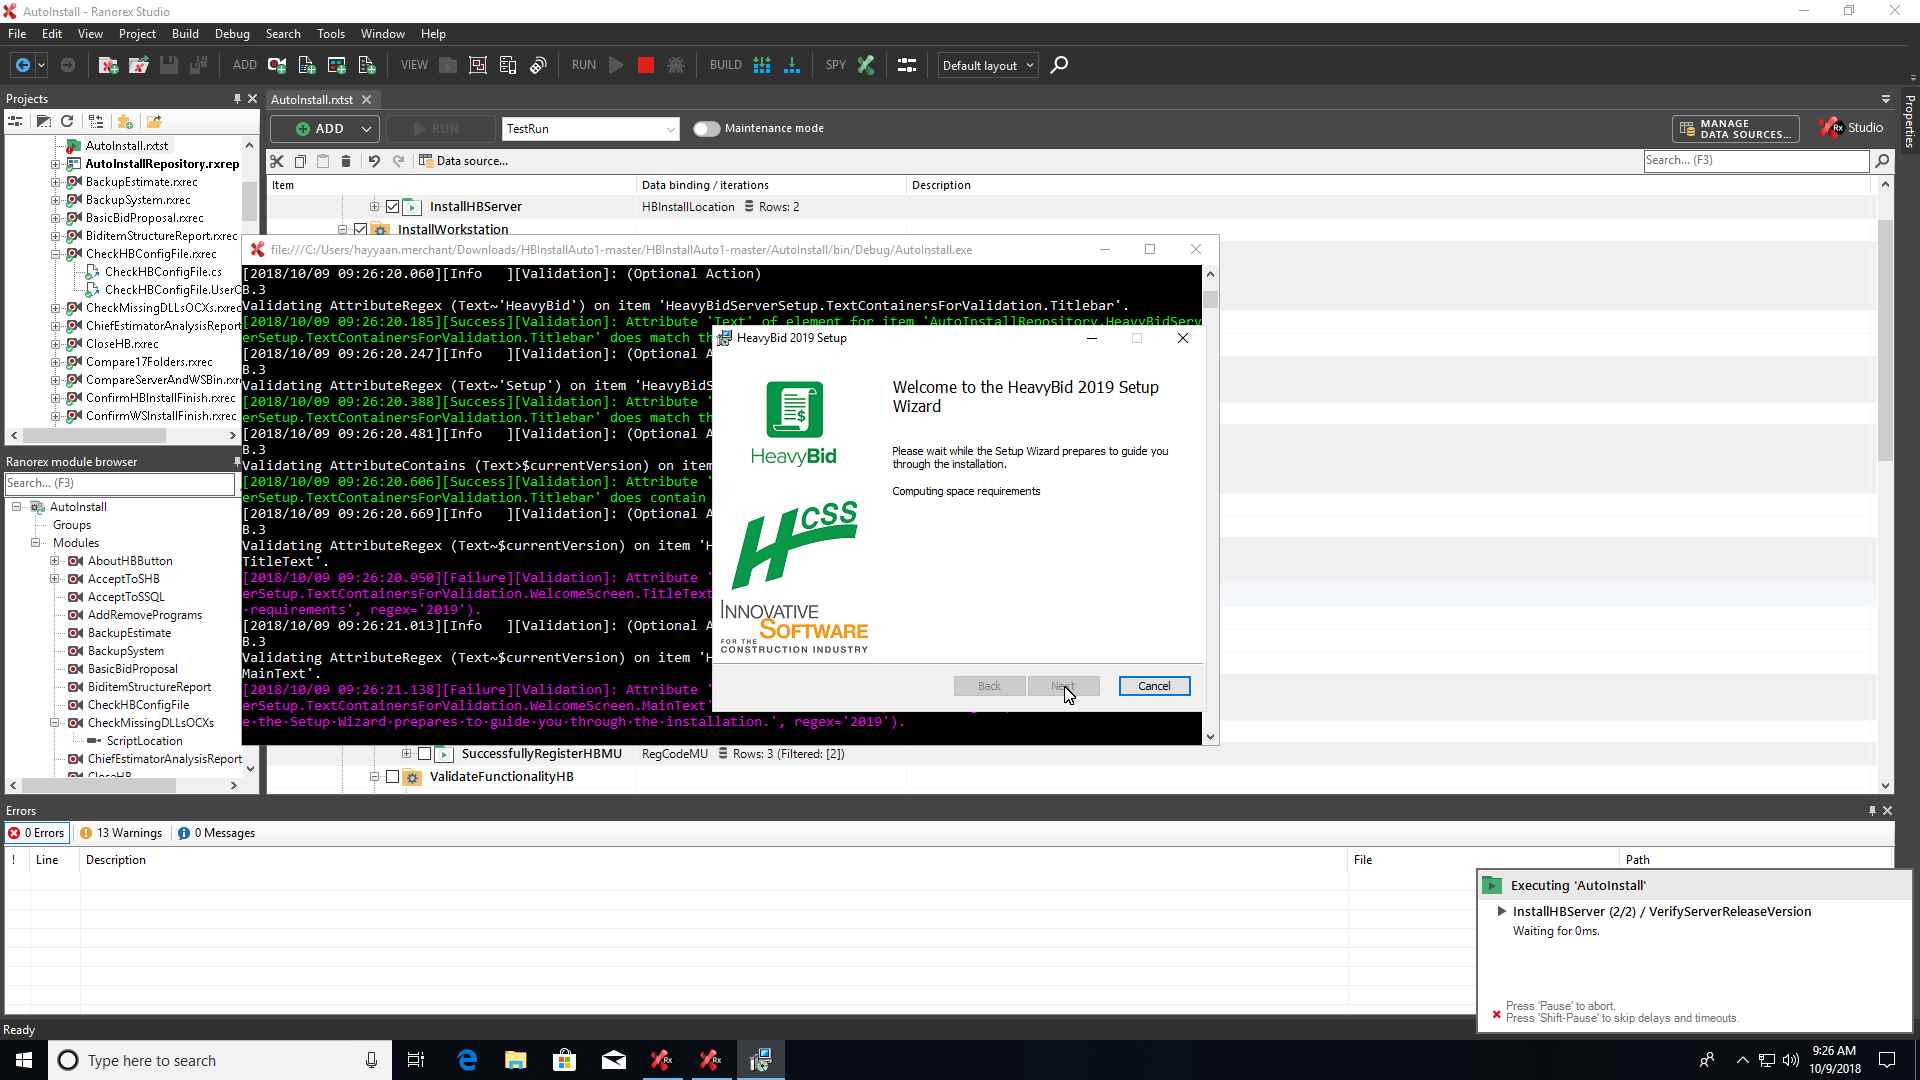 AutoInstall - Ranorex Studio
File Edit View Project Build Debug Search Tools Window Help
ADD VIEW RUN BUILD SPY Default layout
Projects
AutoInstall.rxtst
ADD RUN TestRun Maintenance mode MANAGE DATA SOURCES... Rx Studio
Properties
Data source... Search... (F3)
Item Data binding / iterations Description
InstallHBServer HBInstallLocation Rows: 2
InstallWorkstation
AutoInstall.rxtst
AutoInstallRepository.rxrep
BackupEstimate.rxrec
BackupSystem.rxrec
BasicBidProposal.rxrec
BiditemStructureReport.rxrec
CheckHBConfigFile.rxrec
CheckHBConfigFile.cs
CheckHBConfigFile.UserC
CheckMissingDLLsOCXs.rxrec
ChiefEstimatorAnalysisReport
CloseHB.rxrec
Compare17Folders.rxrec
CompareServerAndWSBin.rxr
ConfirmHBInstallFinish.rxrec
ConfirmWSInstallFinish.rxrec
Ranorex module browser
Search... (F3)
AutoInstall
Groups
Modules
AboutHBButton
AcceptToSHB
AcceptToSSQL
AddRemovePrograms
BackupEstimate
BackupSystem
BasicBidProposal
BiditemStructureReport
CheckHBConfigFile
CheckMissingDLLsOCXs
ScriptLocation
ChiefEstimatorAnalysisReport
CloseHB
file:///C:/Users/hayyaan.merchant/Downloads/HBInstallAuto1-master/HBInstallAuto1-master/AutoInstall/bin/Debug/AutoInstall.exe
[2018/10/09 09:26:20.060][Info   ][Validation]: (Optional Action)
B.3
Validating AttributeRegex (Text~'HeavyBid') on item 'HeavyBidServerSetup.TextContainersForValidation.Titlebar'.
[2018/10/09 09:26:20.185][Success][Validation]: Attribute 'Text' of element for item 'AutoInstallRepository.HeavyBidServ
erSetup.TextContainersForValidation.Titlebar' does match th
[2018/10/09 09:26:20.247][Info   ][Validation]: (Optional A
B.3
Validating AttributeRegex (Text~'Setup') on item 'HeavyBidS
[2018/10/09 09:26:20.388][Success][Validation]: Attribute '
erSetup.TextContainersForValidation.Titlebar' does match th
[2018/10/09 09:26:20.481][Info   ][Validation]: (Optional A
B.3
Validating AttributeContains (Text>$currentVersion) on item
[2018/10/09 09:26:20.606][Success][Validation]: Attribute '
erSetup.TextContainersForValidation.Titlebar' does contain
[2018/10/09 09:26:20.669][Info   ][Validation]: (Optional A
B.3
Validating AttributeRegex (Text~$currentVersion) on item 'H
TitleText'.
[2018/10/09 09:26:20.950][Failure][Validation]: Attribute '
erSetup.TextContainersForValidation.WelcomeScreen.TitleText
·requirements', regex='2019').
[2018/10/09 09:26:21.013][Info   ][Validation]: (Optional A
B.3
Validating AttributeRegex (Text~$currentVersion) on item 'H
MainText'.
[2018/10/09 09:26:21.138][Failure][Validation]: Attribute '
erSetup.TextContainersForValidation.WelcomeScreen.MainText'
e·the·Setup·Wizard·prepares·to·guide·you·through·the·installation.', regex='2019').
HeavyBid 2019 Setup
HeavyBid
HCSS
INNOVATIVE
SOFTWARE
FOR THE
CONSTRUCTION INDUSTRY
Welcome to the HeavyBid 2019 Setup
Wizard
Please wait while the Setup Wizard prepares to guide you
through the installation.
Computing space requirements
Back Next Cancel
SuccessfullyRegisterHBMU RegCodeMU Rows: 3 (Filtered: [2])
ValidateFunctionalityHB
Errors
0 Errors 13 Warnings 0 Messages
! Line Description File Path
Executing 'AutoInstall'
InstallHBServer (2/2) / VerifyServerReleaseVersion
Waiting for 0ms.
Press 'Pause' to abort.
Press 'Shift-Pause' to skip delays and timeouts.
Ready
Type here to search
9:26 AM
10/9/2018